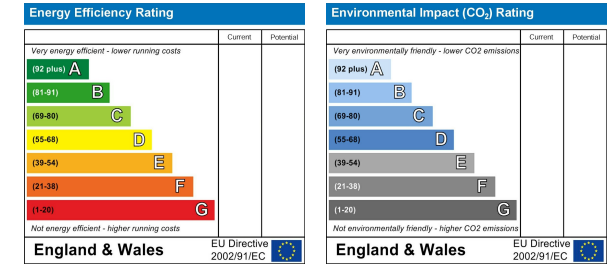 Energy Efficiency Rating
Current Potential
Very energy efficient - lower running costs
(92 plus) A
(81-91) B
(69-80) C
(55-68) D
(39-54) E
(21-38) F
(1-20) G
Not energy efficient - higher running costs
England & Wales
EU Directive
2002/91/EC
Environmental Impact (CO2) Rating
Current Potential
Very environmentally friendly - lower CO2 emissions
(92 plus) A
(81-91) B
(69-80) C
(55-68) D
(39-54) E
(21-38) F
(1-20) G
Not environmentally friendly - higher CO2 emissions
England & Wales
EU Directive
2002/91/EC